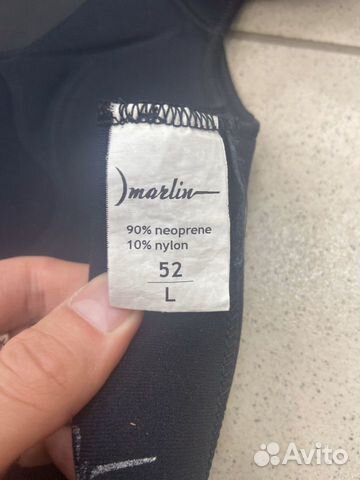 marlin
90% neoprene
10% nylon
52
L
Avito